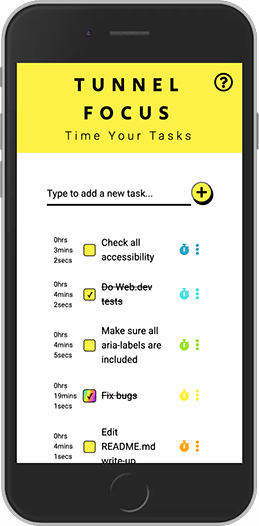 TUNNEL
FOCUS
Time Your Tasks
?
Type to add a new task...
+
0hrs
3mins
2secs
Check all
accessibility
0hrs
4mins
2secs
Do Web.dev
tests
0hrs
4mins
5secs
Make sure all
aria-labels are
included
0hrs
19mins
1secs
Fix bugs
0hrs
4mins
1secs
Edit
README.md
write-up